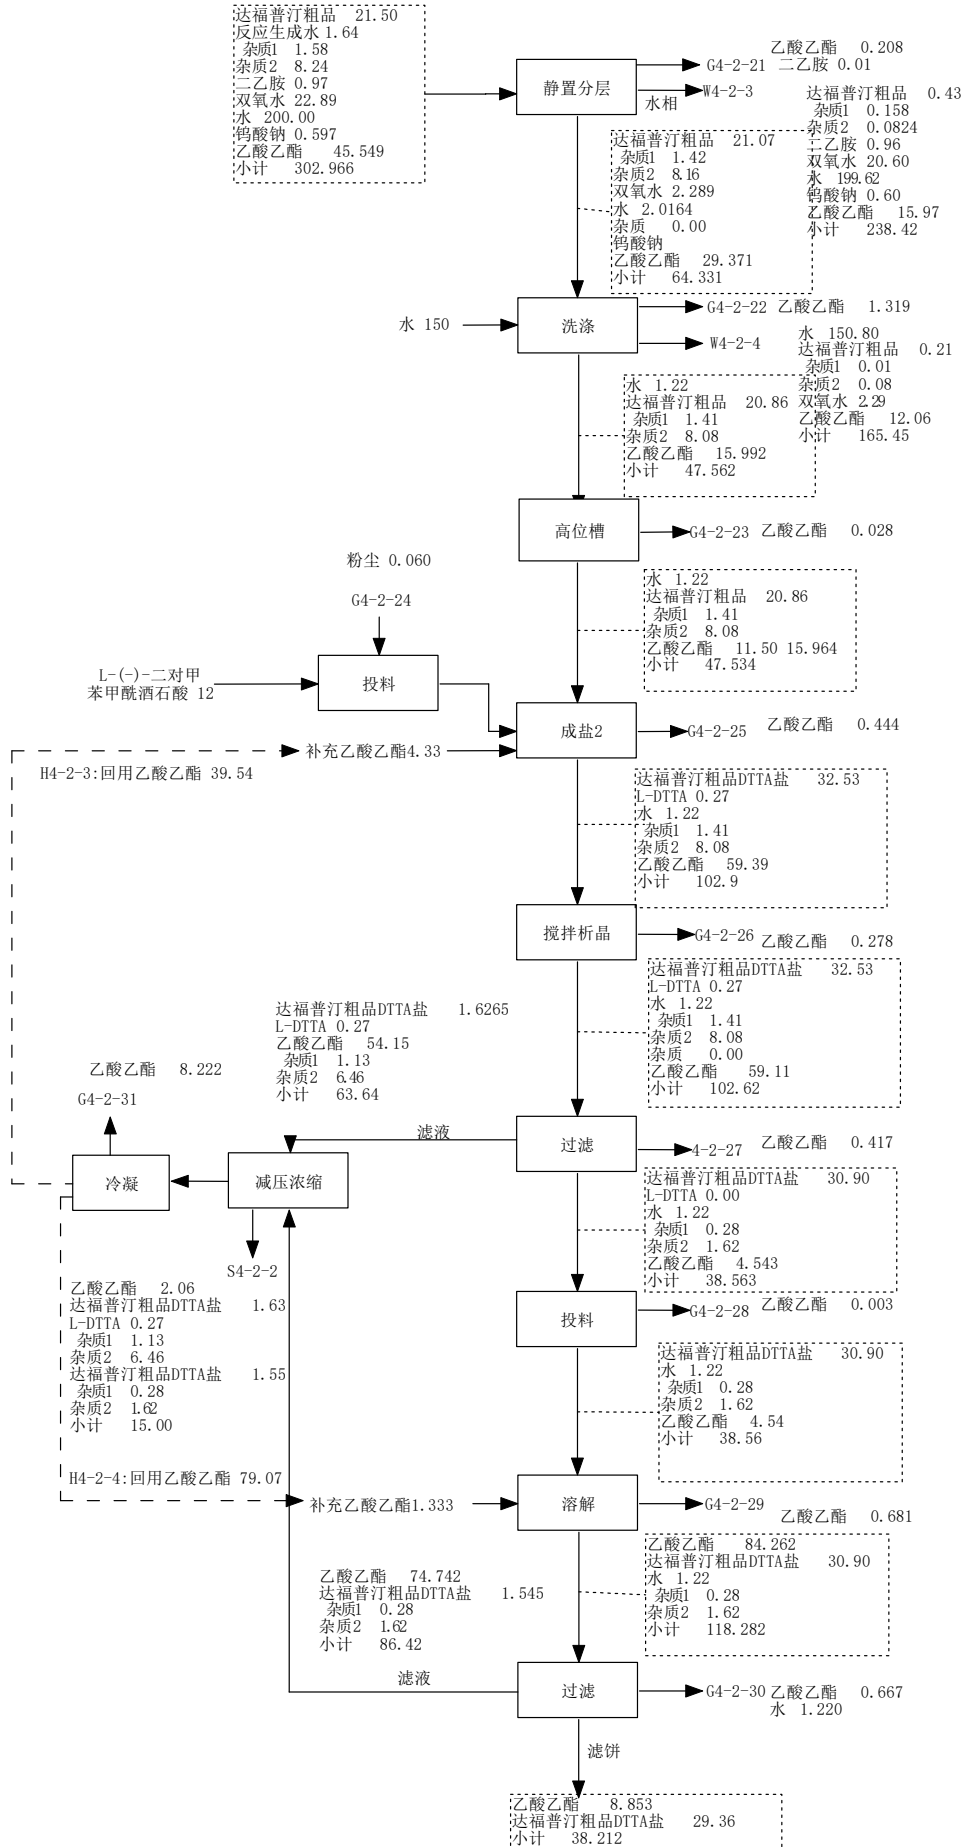 达福普汀粗品 21.50
反应生成水 1.64
杂质1 1.58
杂质2 8.24
二乙胺 0.97
双氧水 22.89
水 200.00
钨酸钠 0.597
乙酸乙酯 45.549
小计 302.966
静置分层
乙酸乙酯 0.208
G4-2-21 二乙胺 0.01
W4-2-3
水相
达福普汀粗品 0.43
杂质1 0.158
杂质2 0.0824
二乙胺 0.96
双氧水 20.60
水 199.62
钨酸钠 0.60
乙酸乙酯 15.97
小计 238.42
达福普汀粗品 21.07
杂质1 1.42
杂质2 8.16
双氧水 2.289
水 2.0164
杂质 0.00
钨酸钠
乙酸乙酯 29.371
小计 64.331
水 150
洗涤
G4-2-22 乙酸乙酯 1.319
W4-2-4
水 150.80
达福普汀粗品 0.21
杂质1 0.01
杂质2 0.08
双氧水 2.29
乙酸乙酯 12.06
小计 165.45
水 1.22
达福普汀粗品 20.86
杂质1 1.41
杂质2 8.08
乙酸乙酯 15.992
小计 47.562
高位槽
G4-2-23 乙酸乙酯 0.028
粉尘 0.060
G4-2-24
水 1.22
达福普汀粗品 20.86
杂质1 1.41
杂质2 8.08
乙酸乙酯 11.50 15.964
小计 47.534
L-(-)-二对甲
苯甲酰酒石酸 12
投料
成盐2
G4-2-25 乙酸乙酯 0.444
补充乙酸乙酯4.33
H4-2-3:回用乙酸乙酯 39.54
达福普汀粗品DTTA盐 32.53
L-DTTA 0.27
水 1.22
杂质1 1.41
杂质2 8.08
乙酸乙酯 59.39
小计 102.9
搅拌析晶
G4-2-26 乙酸乙酯 0.278
达福普汀粗品DTTA盐 32.53
L-DTTA 0.27
水 1.22
杂质1 1.41
杂质2 8.08
杂质 0.00
乙酸乙酯 59.11
小计 102.62
达福普汀粗品DTTA盐 1.6265
L-DTTA 0.27
乙酸乙酯 54.15
杂质1 1.13
杂质2 6.46
小计 63.64
乙酸乙酯 8.222
G4-2-31
滤液
过滤
4-2-27 乙酸乙酯 0.417
冷凝
减压浓缩
S4-2-2
达福普汀粗品DTTA盐 30.90
L-DTTA 0.00
水 1.22
杂质1 0.28
杂质2 1.62
乙酸乙酯 4.543
小计 38.563
乙酸乙酯 2.06
达福普汀粗品DTTA盐 1.63
L-DTTA 0.27
杂质1 1.13
杂质2 6.46
达福普汀粗品DTTA盐 1.55
杂质1 0.28
杂质2 1.62
小计 15.00
投料
G4-2-28 乙酸乙酯 0.003
达福普汀粗品DTTA盐 30.90
水 1.22
杂质1 0.28
杂质2 1.62
乙酸乙酯 4.54
小计 38.56
H4-2-4:回用乙酸乙酯 79.07
补充乙酸乙酯1.333
溶解
G4-2-29
乙酸乙酯 0.681
乙酸乙酯 84.262
达福普汀粗品DTTA盐 30.90
水 1.22
杂质1 0.28
杂质2 1.62
小计 118.282
乙酸乙酯 74.742
达福普汀粗品DTTA盐 1.545
杂质1 0.28
杂质2 1.62
小计 86.42
滤液
过滤
G4-2-30 乙酸乙酯 0.667
水 1.220
滤饼
乙酸乙酯 8.853
达福普汀粗品DTTA盐 29.36
小计 38.212